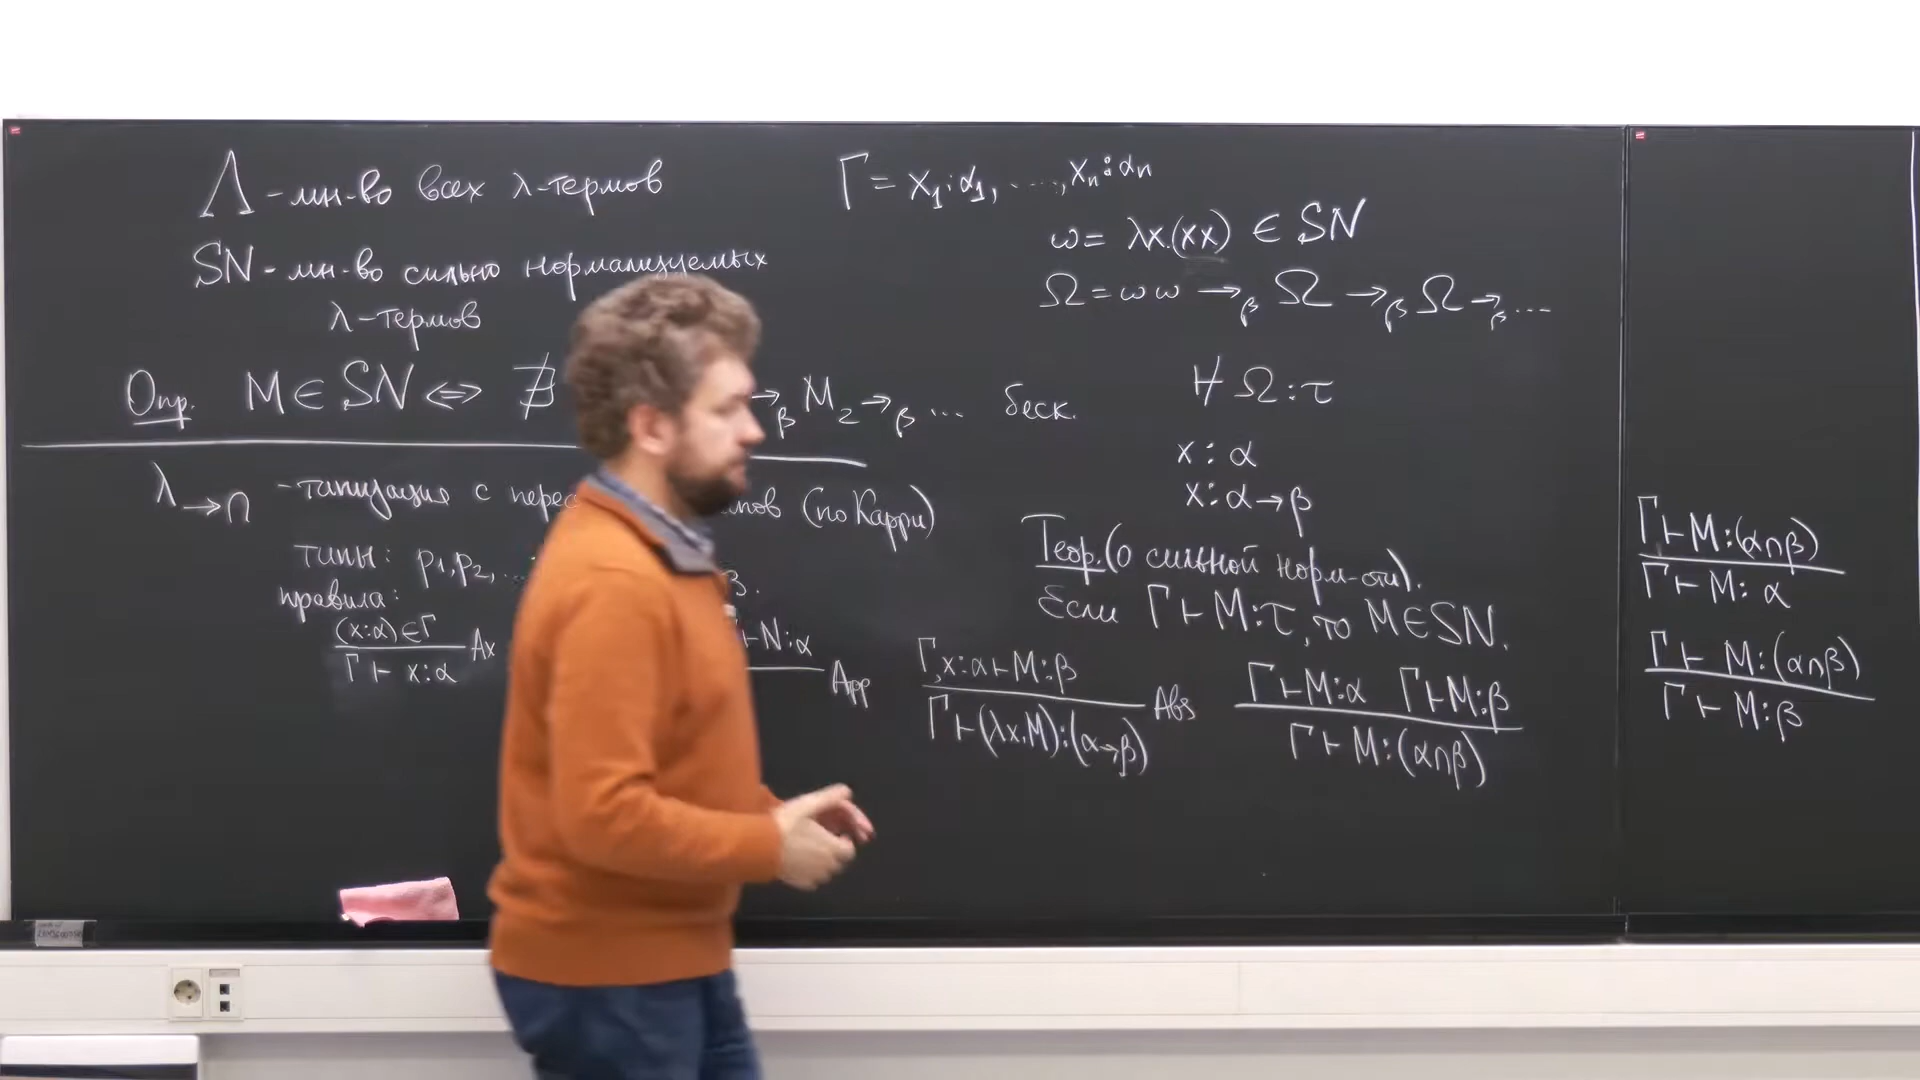 Λ - мн-во всех λ-термов
SN - мн-во сильно нормализуемых
λ-термов
Опр. M ∈ SN ⇔ ∄ →β M₂ →β ... беск.
λ→∩ - типизация с перес мов (по Карри)
типы: p₁, p₂, ... β.
правила:
(x:α) ∈ Γ
Γ ⊢ x:α
Ax
⊢ N:α
App
Γ, x:α ⊢ M:β
Γ ⊢ (λx.M):(α→β)
Abs
Γ ⊢ M:α Γ ⊢ M:β
Γ ⊢ M:(α∩β)
Γ = x₁:α₁, ....., xₙ:αₙ
ω = λx.(xx) ∈ SN
Ω = ωω →β Ω →β Ω →β ...
⊬ Ω:τ
x : α
x : α→β
Теор. (о сильной норм-сти).
Если Γ ⊢ M:τ, то M ∈ SN.
Γ ⊢ M:(α∩β)
Γ ⊢ M: α
Γ ⊢ M:(α∩β)
Γ ⊢ M:β